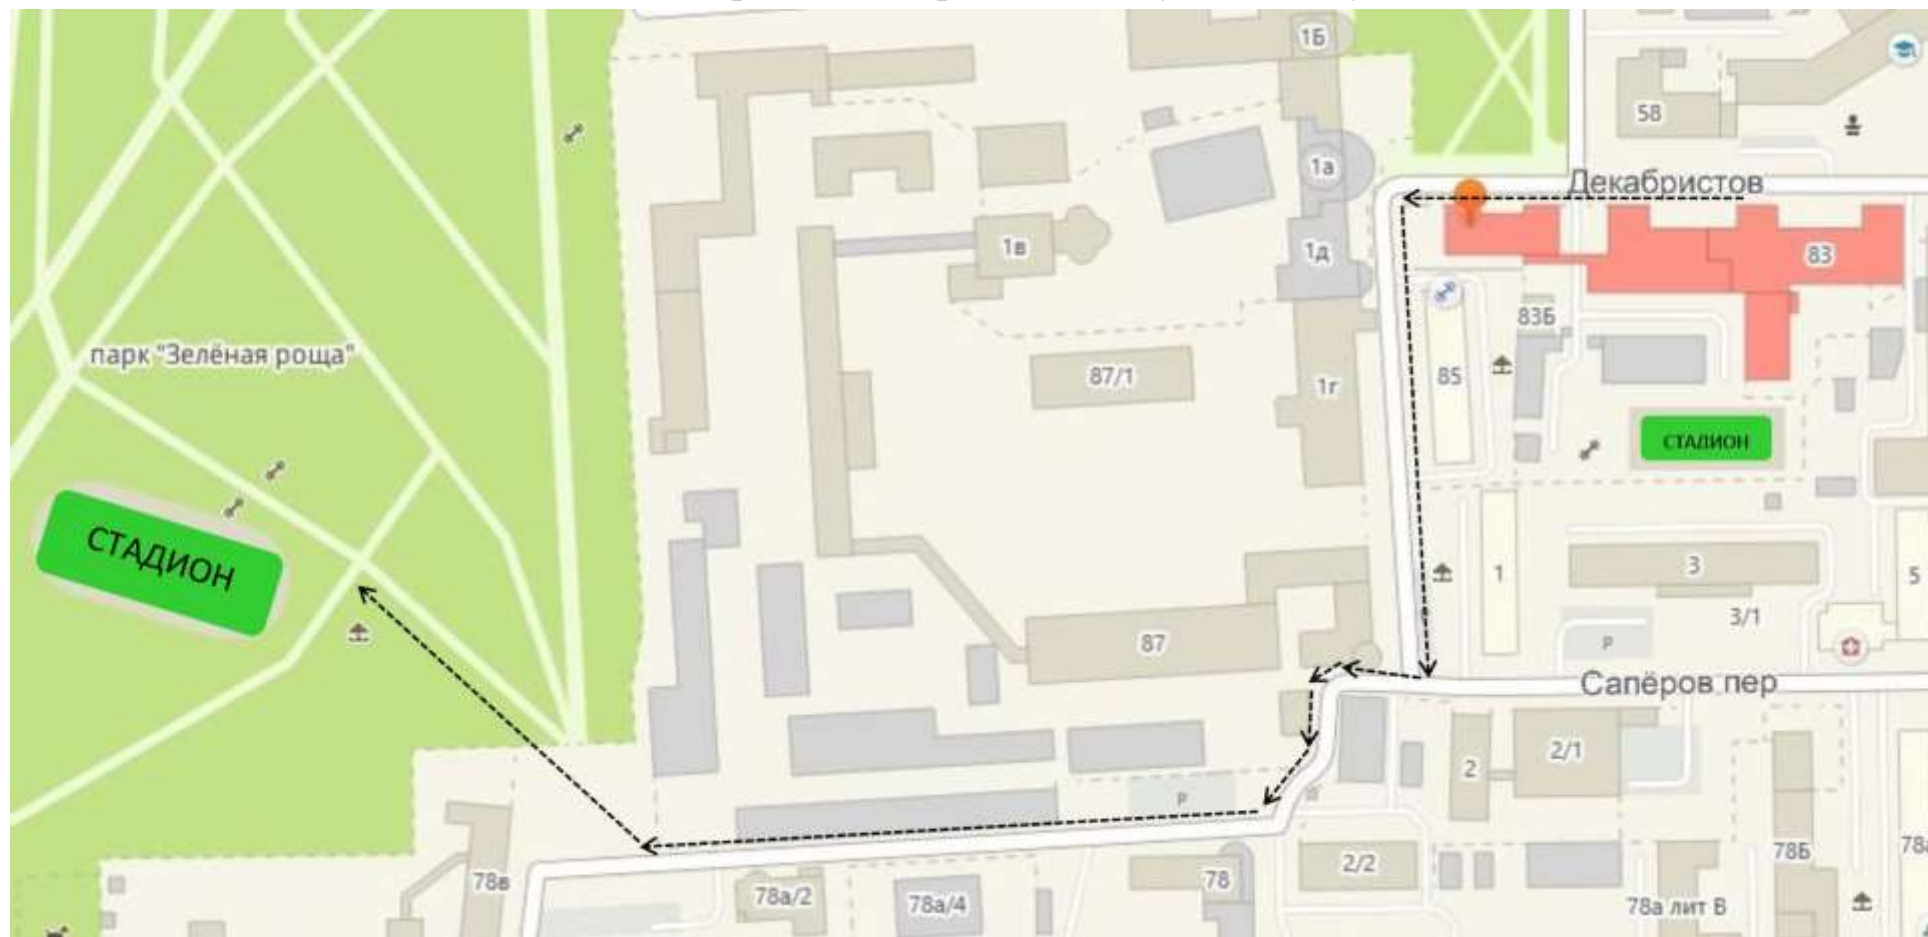 1Б
58
1а
Декабристов
1в
1д
83
83Б
парк "Зелёная роща"
87/1
1г
85
СТАДИОН
СТАДИОН
1
3
5
3/1
87
P
Сапёров пер
2/1
2
P
78в
78а/2
78а/4
78
2/2
78Б
78а лит В